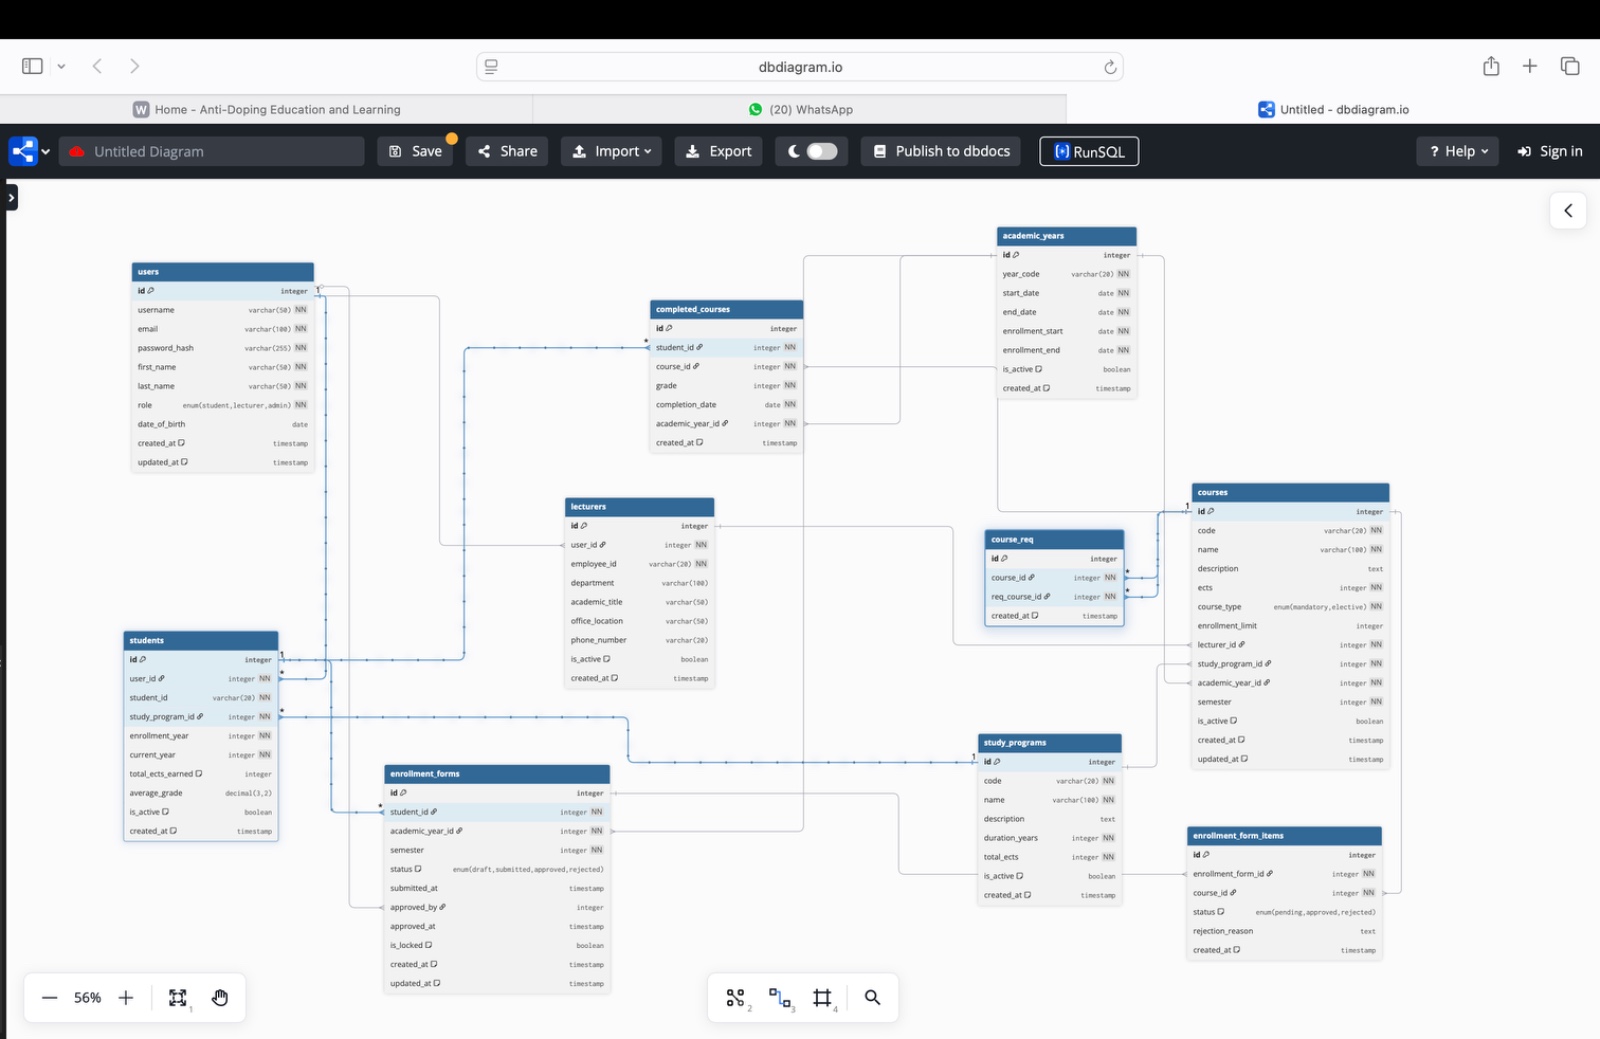 dbdiagram.io
W Home - Anti-Doping Education and Learning
(20) WhatsApp
Untitled - dbdiagram.io
Untitled Diagram
Save
Share
Import
Export
Publish to dbdocs
RunSQL
? Help
Sign in
users
id integer
username varchar(50) NN
email varchar(100) NN
password_hash varchar(255) NN
first_name varchar(50) NN
last_name varchar(50) NN
role enum(student,lecturer,admin) NN
date_of_birth date
created_at timestamp
updated_at timestamp
1
completed_courses
id integer
* student_id integer NN
course_id integer NN
grade integer NN
completion_date date NN
academic_year_id integer NN
created_at timestamp
academic_years
id integer
year_code varchar(20) NN
start_date date NN
end_date date NN
enrollment_start date NN
enrollment_end date NN
is_active boolean
created_at timestamp
lecturers
id integer
user_id integer NN
employee_id varchar(20) NN
department varchar(100)
academic_title varchar(50)
office_location varchar(50)
phone_number varchar(20)
is_active boolean
created_at timestamp
course_req
id integer
course_id integer NN *
req_course_id integer NN *
created_at timestamp
courses
1 id integer
code varchar(20) NN
name varchar(100) NN
description text
ects integer NN
course_type enum(mandatory,elective) NN
enrollment_limit integer
lecturer_id integer NN
study_program_id integer NN
academic_year_id integer NN
semester integer NN
is_active boolean
created_at timestamp
updated_at timestamp
students
id integer 1
user_id integer NN *
student_id varchar(20) NN
study_program_id integer NN *
enrollment_year integer NN
current_year integer NN
total_ects_earned integer
average_grade decimal(3,2)
is_active boolean
created_at timestamp
enrollment_forms
id integer
* student_id integer NN
academic_year_id integer NN
semester integer NN
status enum(draft,submitted,approved,rejected)
submitted_at timestamp
approved_by integer
approved_at timestamp
is_locked boolean
created_at timestamp
updated_at timestamp
study_programs
1 id integer
code varchar(20) NN
name varchar(100) NN
description text
duration_years integer NN
total_ects integer NN
is_active boolean
created_at timestamp
enrollment_form_items
id integer
enrollment_form_id integer NN
course_id integer NN
status enum(pending,approved,rejected)
rejection_reason text
created_at timestamp
56%
1
2
3
4